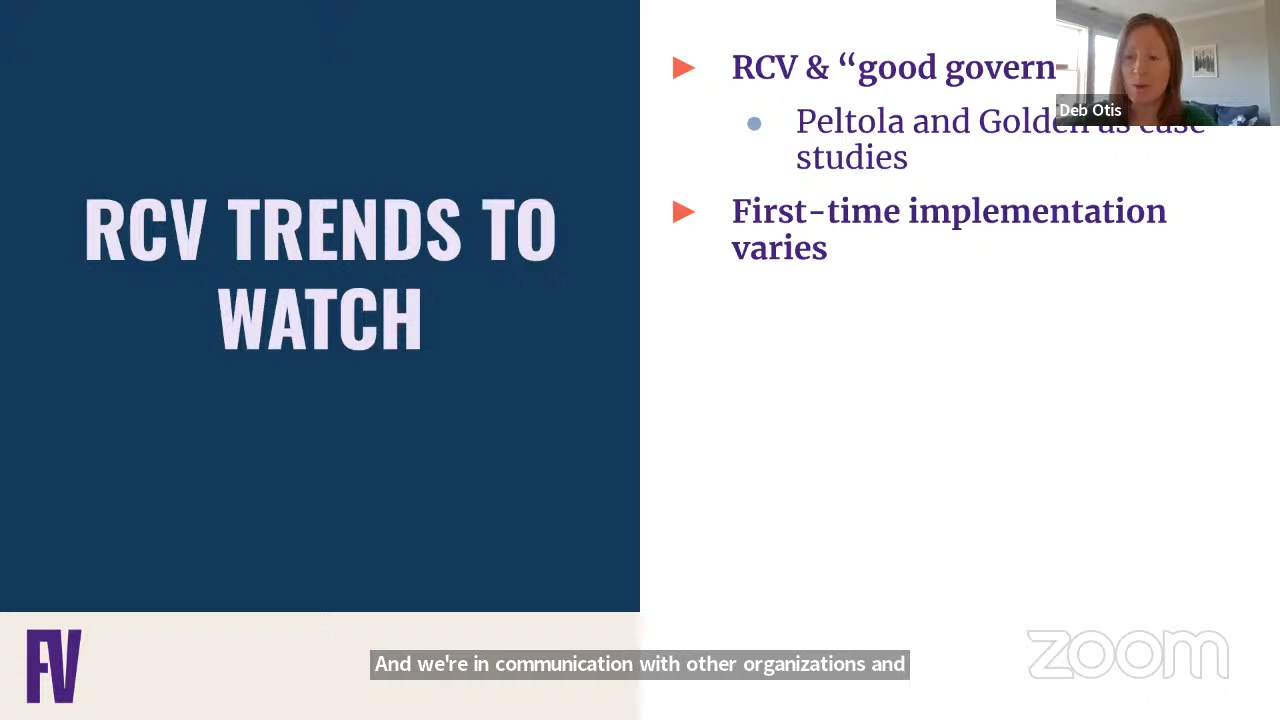 RCV TRENDS TO
WATCH
RCV & “good govern
Peltola and Golden as case
studies
First-time implementation
varies
Deb Otis
FV
And we're in communication with other organizations and
zoom